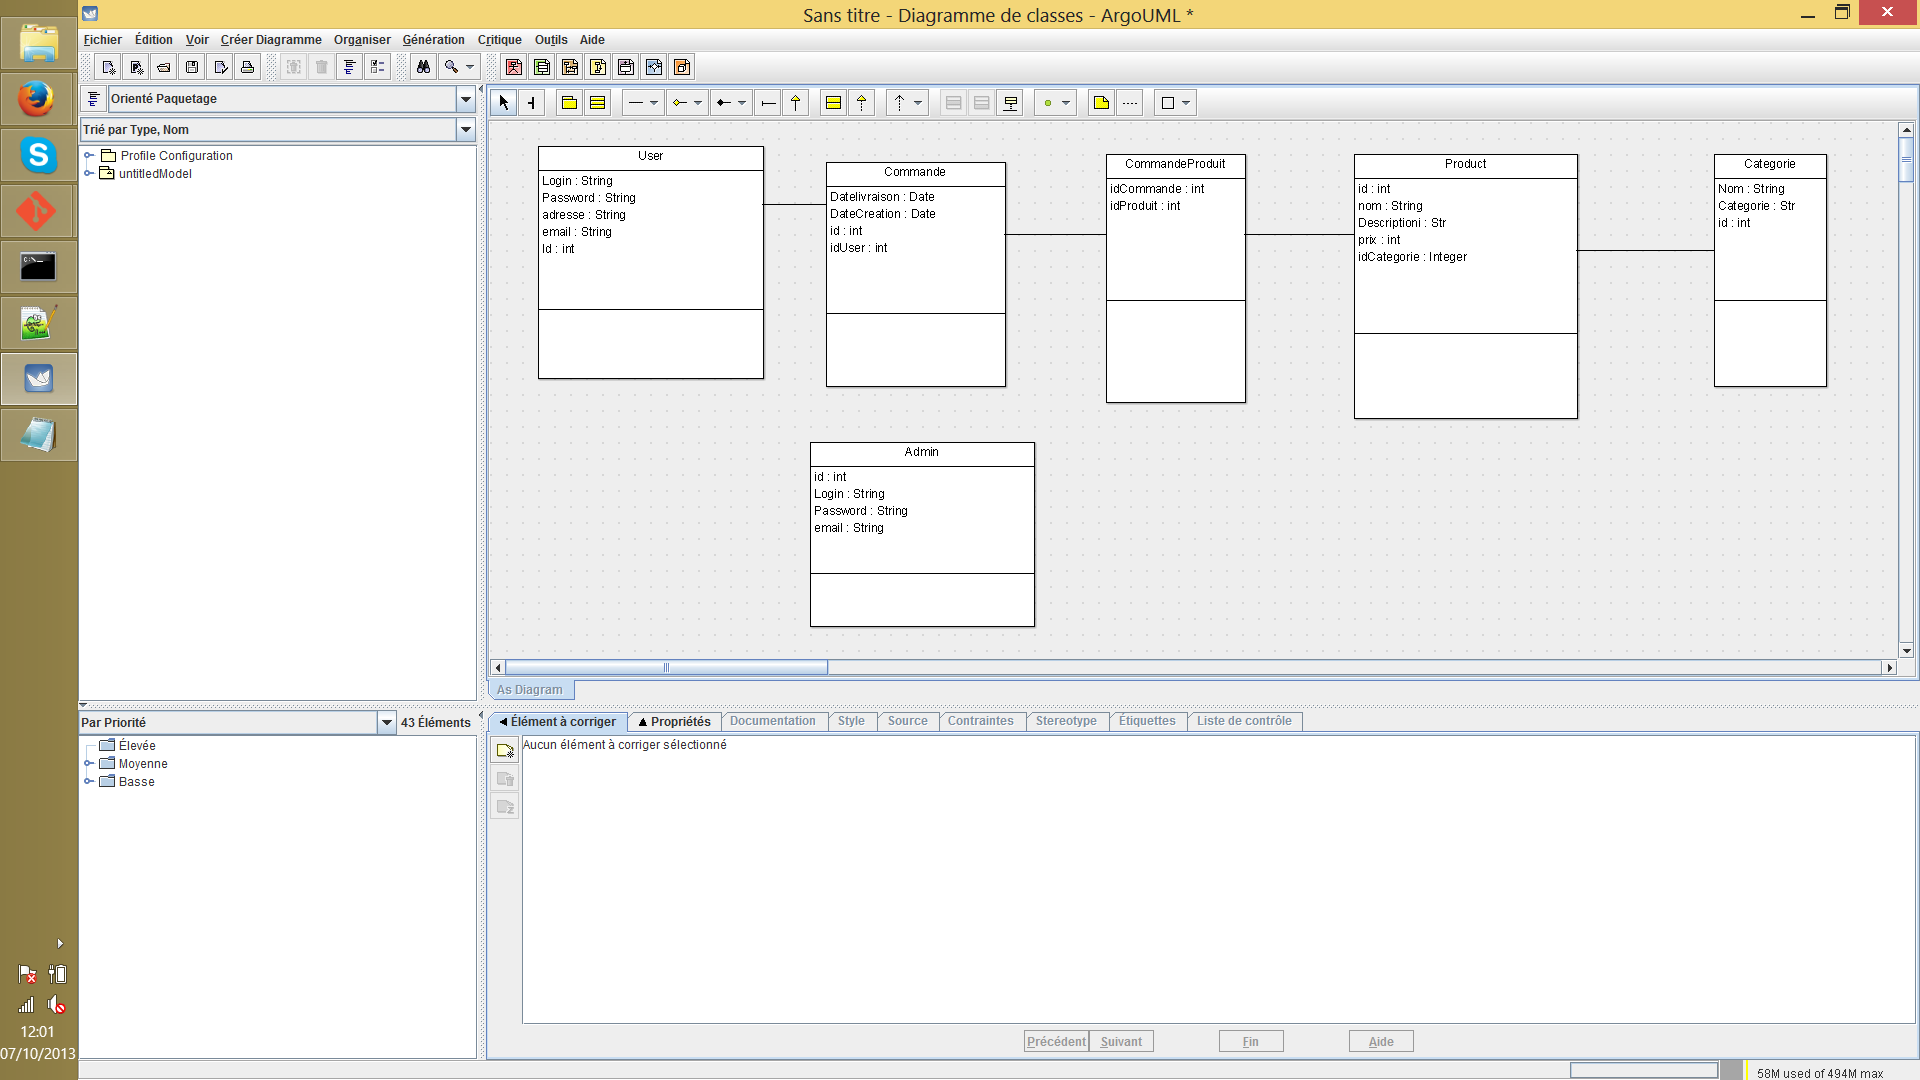 Sans titre - Diagramme de classes - ArgoUML *
Fichier Édition Voir Créer Diagramme Organiser Génération Critique Outils Aide
Orienté Paquetage
Trié par Type, Nom
Profile Configuration
untitledModel
User
Login : String
Password : String
adresse : String
email : String
Id : int
Commande
Datelivraison : Date
DateCreation : Date
id : int
idUser : int
CommandeProduit
idCommande : int
idProduit : int
Product
id : int
nom : String
Descriptioni : Str
prix : int
idCategorie : Integer
Categorie
Nom : String
Categorie : Str
id : int
Admin
id : int
Login : String
Password : String
email : String
As Diagram
Par Priorité 43 Éléments
Élevée
Moyenne
Basse
Élément à corriger Propriétés Documentation Style Source Contraintes Stereotype Étiquettes Liste de contrôle
Aucun élément à corriger sélectionné
Précédent Suivant Fin Aide
12:01
07/10/2013
58M used of 494M max